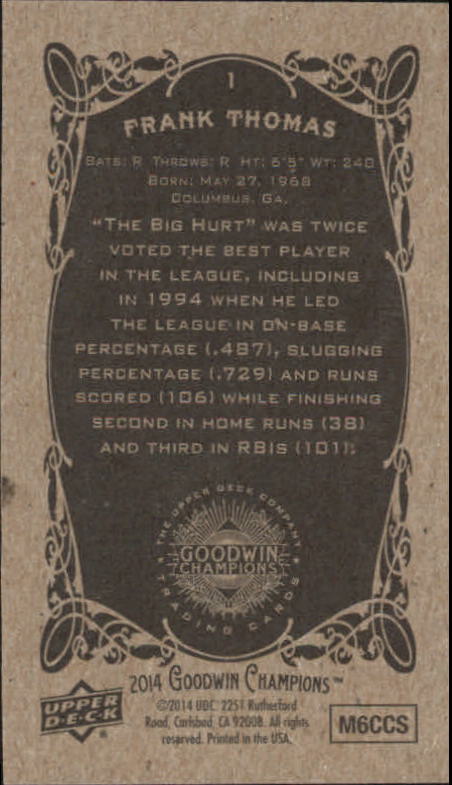 1
FRANK THOMAS
BATS: R THROWS: R HT: 6'5" WT: 240
BORN: MAY 27, 1968
COLUMBUS, GA.
"THE BIG HURT" WAS TWICE
VOTED THE BEST PLAYER
IN THE LEAGUE, INCLUDING
IN 1994 WHEN HE LED
THE LEAGUE IN ON-BASE
PERCENTAGE (.487), SLUGGING
PERCENTAGE (.729) AND RUNS
SCORED (106) WHILE FINISHING
SECOND IN HOME RUNS (38)
AND THIRD IN RBIS (101).
THE UPPER DECK COMPANY
GOODWIN
CHAMPIONS
TRADING CARDS
2014 GOODWIN CHAMPIONS™
UPPER
D·E·C·K®
©2014 UDC, 2251 Rutherford
Road, Carlsbad, CA 92008. All rights
reserved. Printed in the USA.
M6CCS